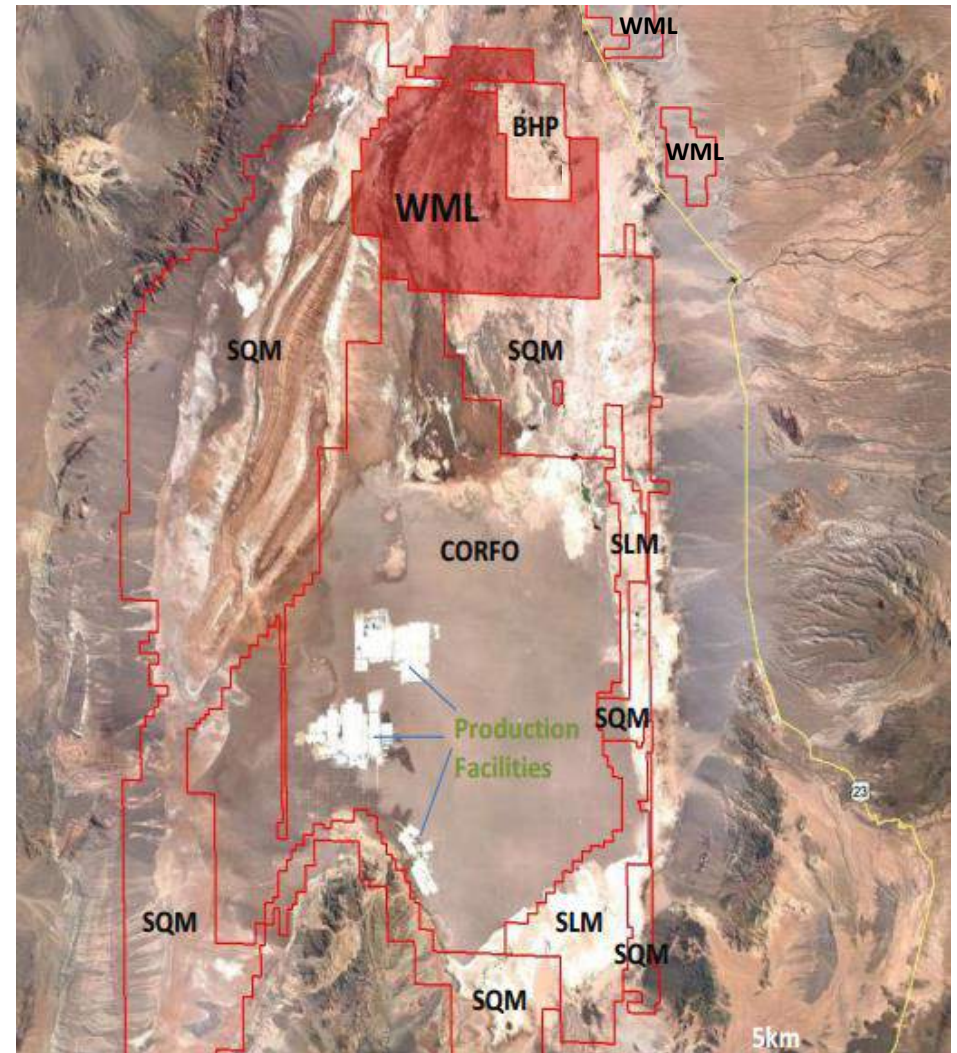 WML
BHP
WML
WML
SQM
SQM
CORFO
SLM
SQM
Production
Facilities
23
SQM
SLM
SQM
SQM
5km